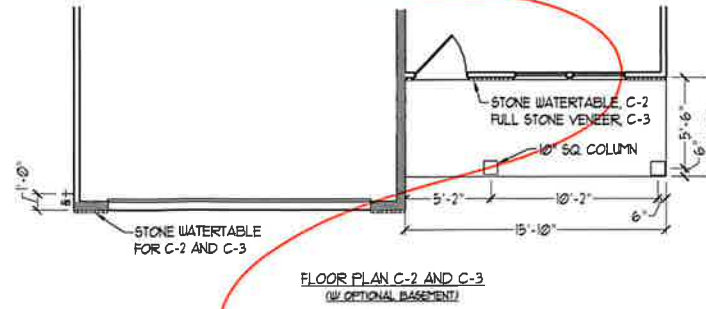 STONE WATERTABLE, C-2
FULL STONE VENEER, C-3
10" SQ. COLUMN
5'-6"
6"
1'-0"
5'-2"
10'-2"
6"
15'-10"
STONE WATERTABLE
FOR C-2 AND C-3
FLOOR PLAN C-2 AND C-3
(W/ OPTIONAL BASEMENT)